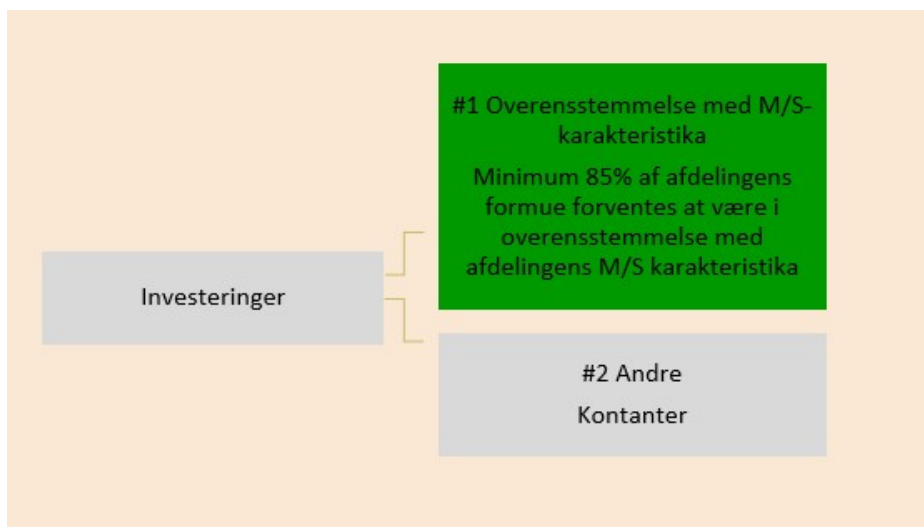 #1 Overensstemmelse med M/S-
karakteristika
Minimum 85% af afdelingens
formue forventes at være i
overensstemmelse med
afdelingens M/S karakteristika
Investeringer
#2 Andre
Kontanter